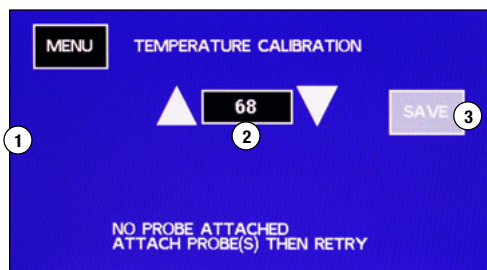 MENU
TEMPERATURE CALIBRATION
68
SAVE
1
2
3
NO PROBE ATTACHED
ATTACH PROBE(S) THEN RETRY